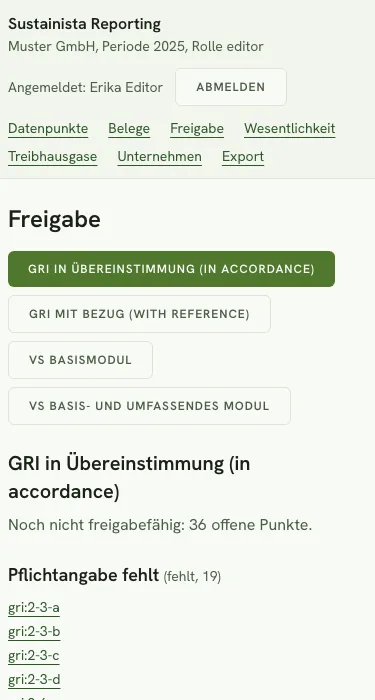 Sustainista Reporting
Muster GmbH, Periode 2025, Rolle editor
Angemeldet: Erika Editor ABMELDEN
Datenpunkte Belege Freigabe Wesentlichkeit
Treibhausgase Unternehmen Export
Freigabe
GRI IN ÜBEREINSTIMMUNG (IN ACCORDANCE)
GRI MIT BEZUG (WITH REFERENCE)
VS BASISMODUL
VS BASIS- UND UMFASSENDES MODUL
GRI in Übereinstimmung (in
accordance)
Noch nicht freigabefähig: 36 offene Punkte.
Pflichtangabe fehlt (fehlt, 19)
gri:2-3-a
gri:2-3-b
gri:2-3-c
gri:2-3-d